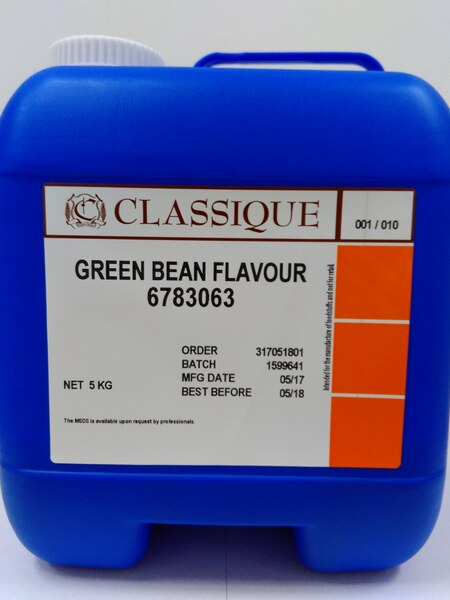 C CLASSIQUE
001 / 010
GREEN BEAN FLAVOUR
6783063
ORDER 317051801
BATCH 1599641
MFG DATE 05/17
BEST BEFORE 05/18
NET 5 KG
The MSDS is available upon request by professionals.
intended for the manufacture of foodstuffs and not for retail.